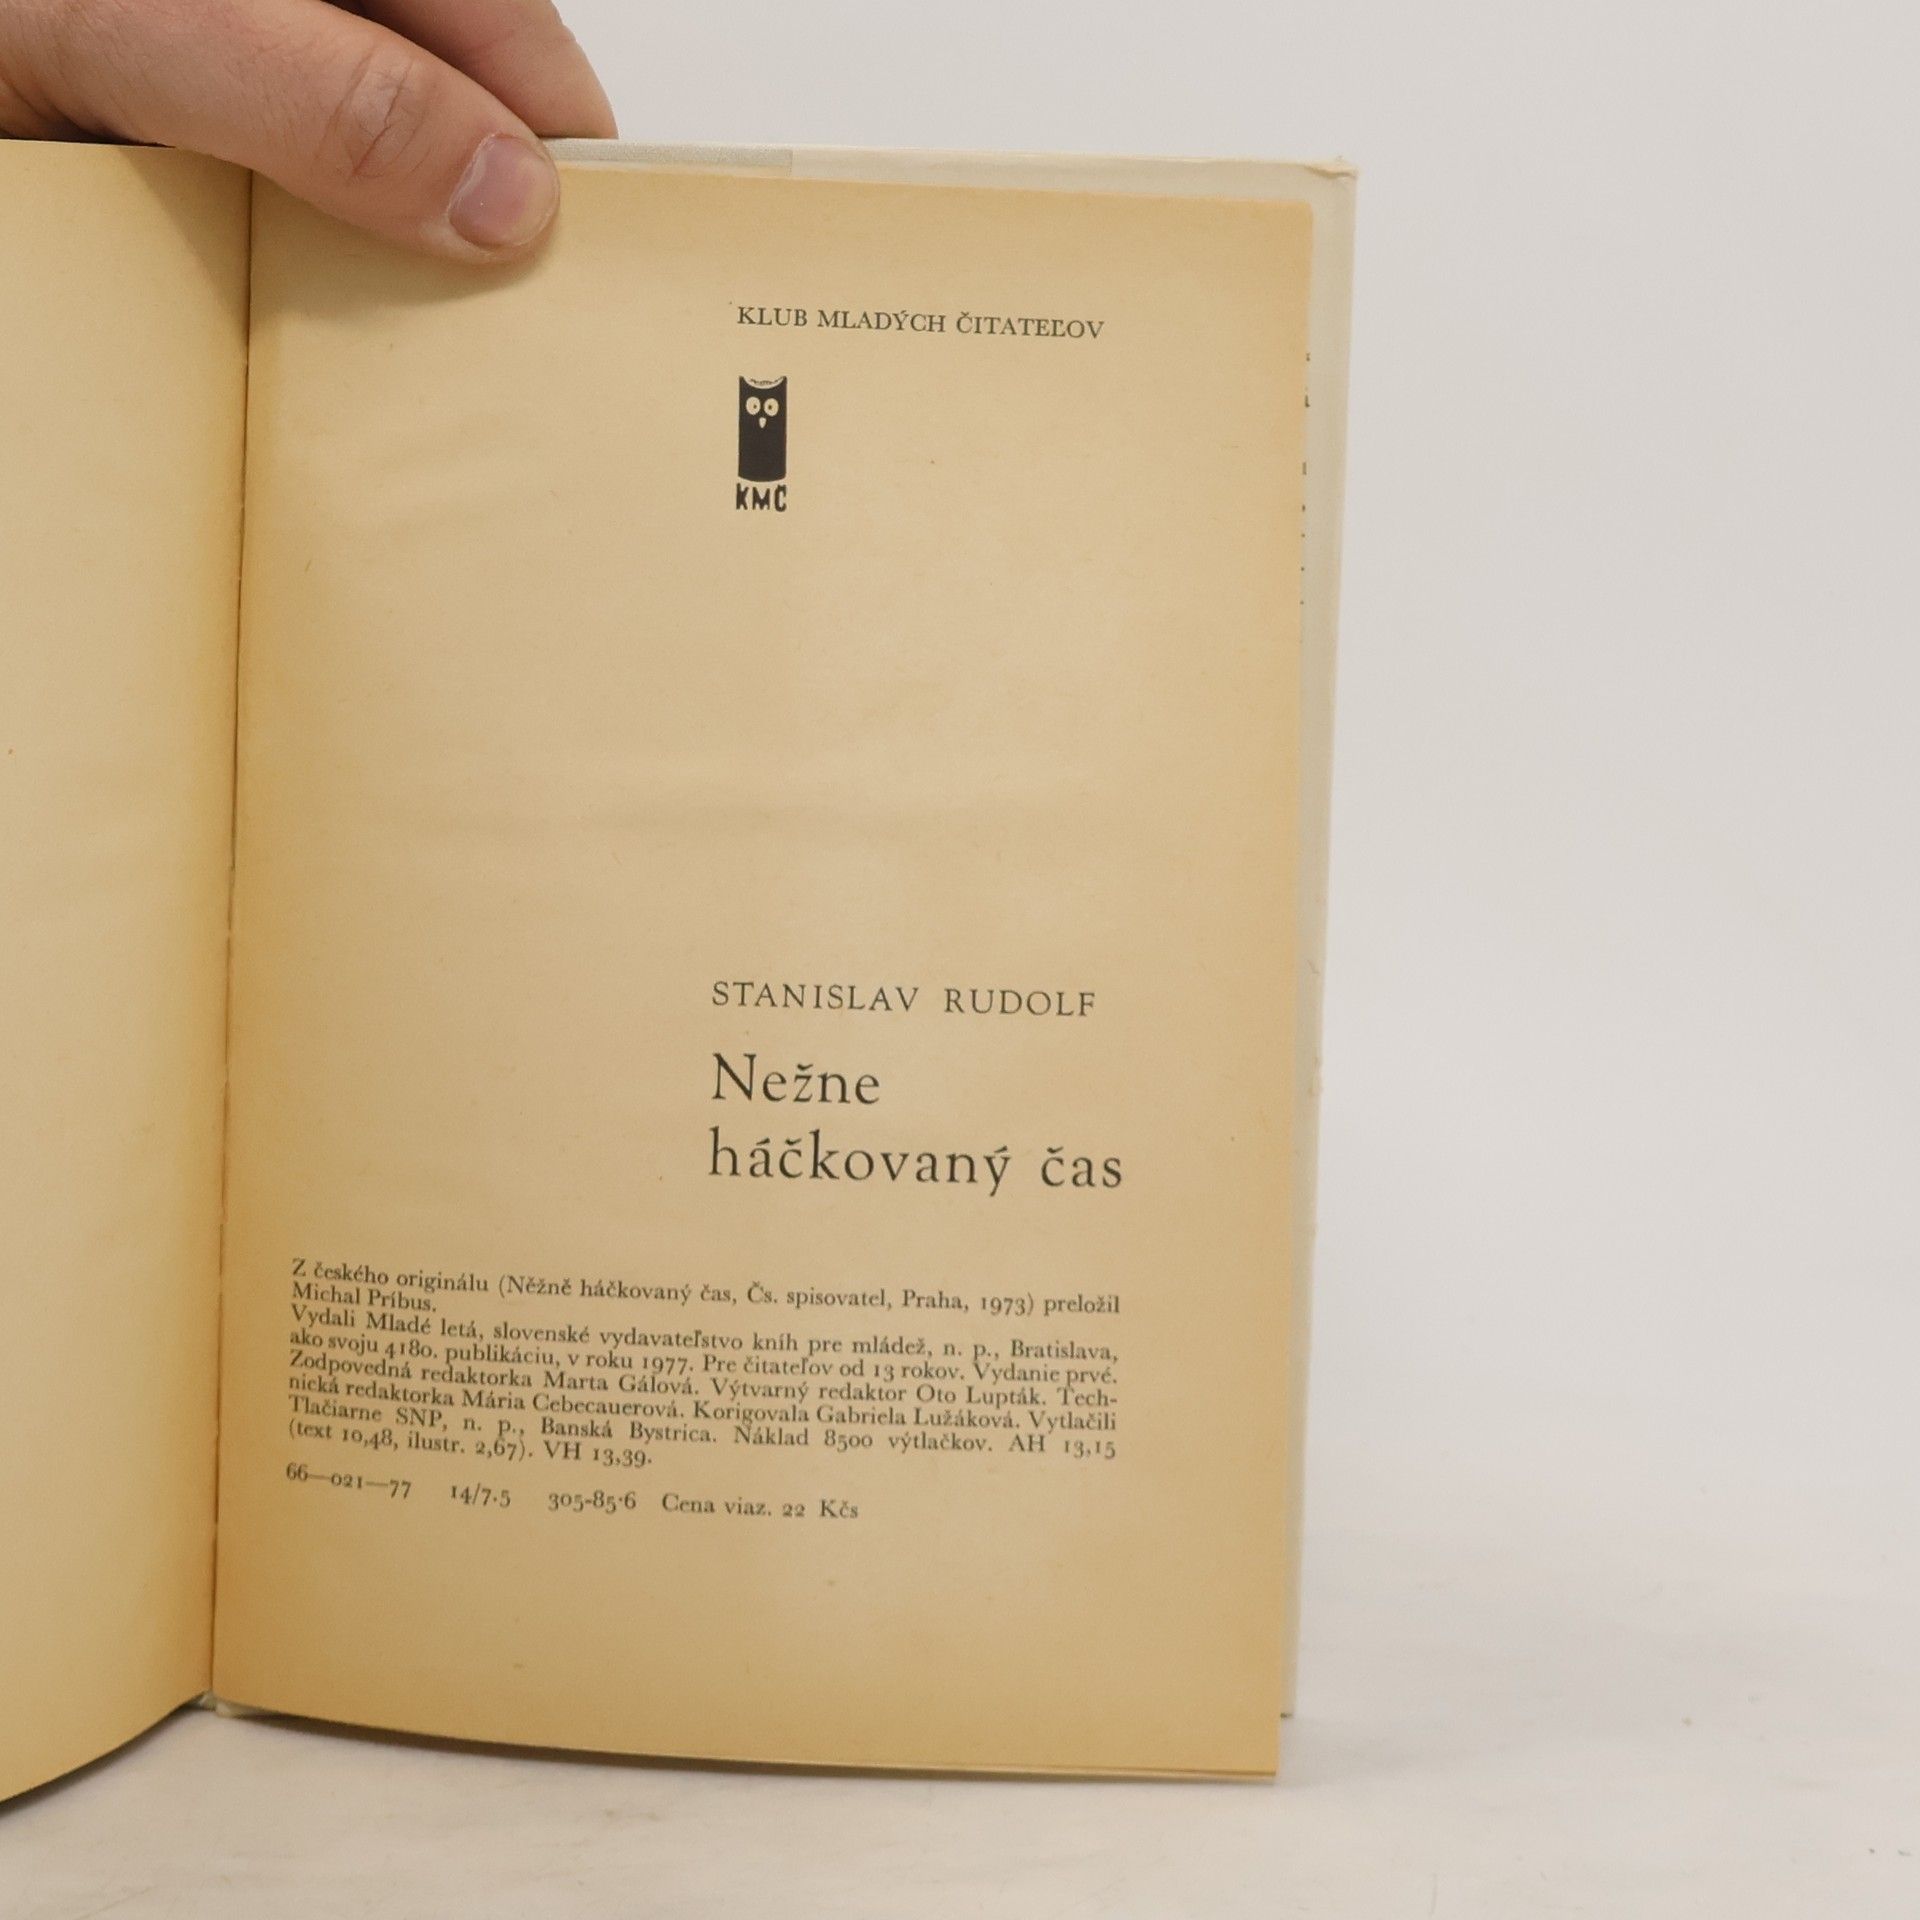 KLUB MLADÝCH ČITATEĽOV
KMČ
STANISLAV RUDOLF
Nežne
háčkovaný čas
Z českého originálu (Něžně háčkovaný čas, Čs. spisovatel, Praha, 1973) preložil
Michal Príbus.
Vydali Mladé letá, slovenské vydavateľstvo kníh pre mládež, n. p., Bratislava,
ako svoju 4180. publikáciu, v roku 1977. Pre čitateľov od 13 rokov. Vydanie prvé.
Zodpovedná redaktorka Marta Gálová. Výtvarný redaktor Oto Lupták. Tech-
nická redaktorka Mária Cebecauerová. Korigovala Gabriela Lužáková. Vytlačili
Tlačiarne SNP, n. p., Banská Bystrica. Náklad 8500 výtlačkov. AH 13,15
(text 10,48, ilustr. 2,67). VH 13,39.
66—021—77 14/7.5 305-85·6 Cena viaz. 22 Kčs